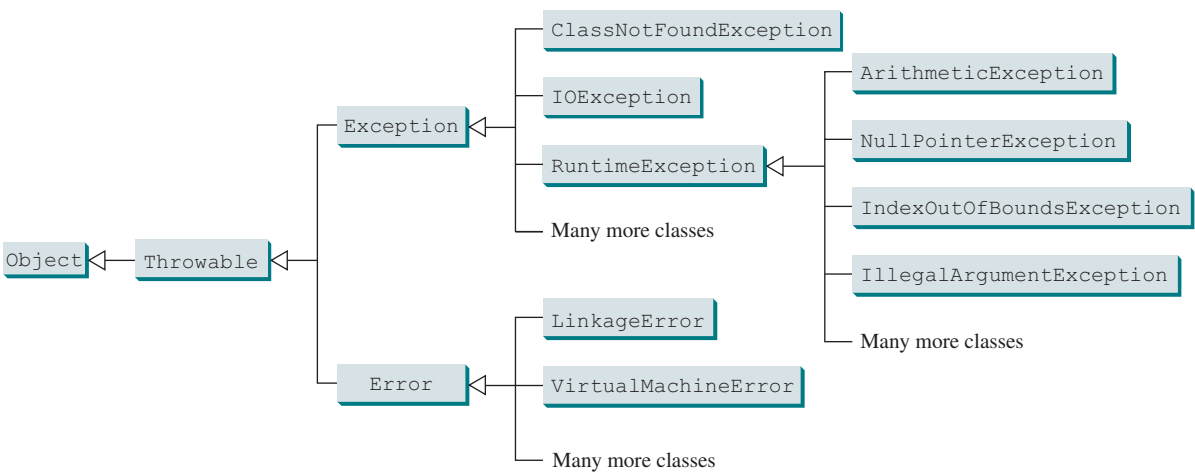 ClassNotFoundException
ArithmeticException
IOException
Exception
NullPointerException
RuntimeException
IndexOutOfBoundsException
Many more classes
Object
Throwable
IllegalArgumentException
LinkageError
Many more classes
Error
VirtualMachineError
Many more classes